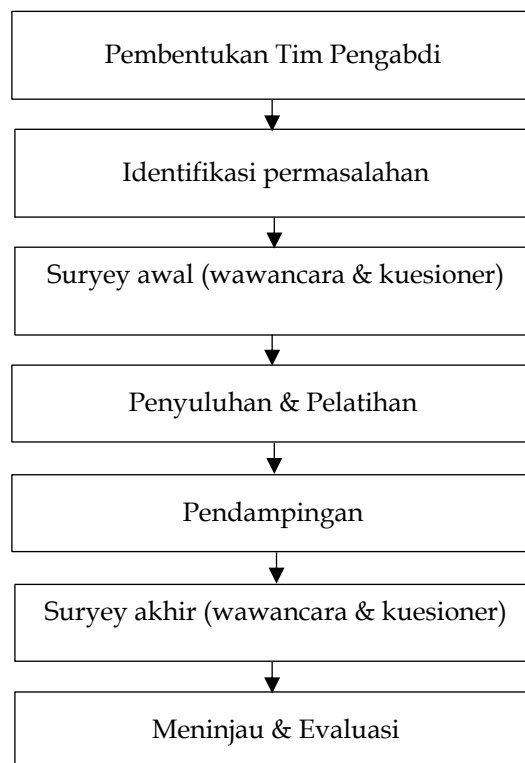 Pembentukan Tim Pengabdi
Identifikasi permasalahan
Suryey awal (wawancara & kuesioner)
Penyuluhan & Pelatihan
Pendampingan
Suryey akhir (wawancara & kuesioner)
Meninjau & Evaluasi